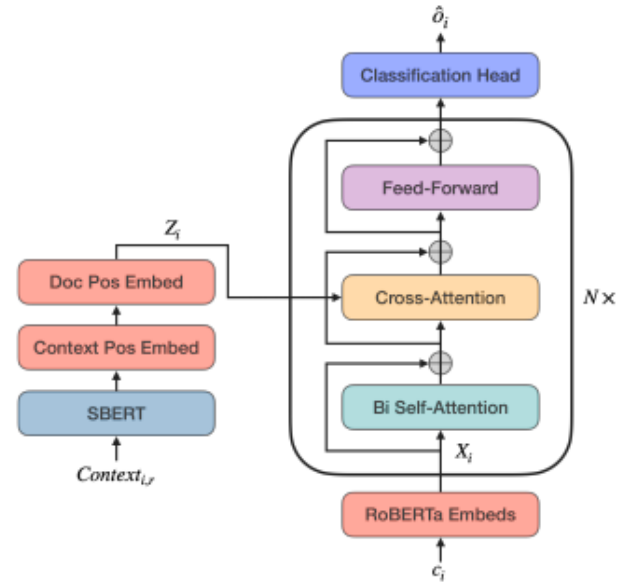 ô_i
Classification Head
Feed-Forward
Z_i
Doc Pos Embed
Cross-Attention
N ×
Context Pos Embed
Bi Self-Attention
SBERT
X_i
Context_{i,r}
RoBERTa Embeds
c_i